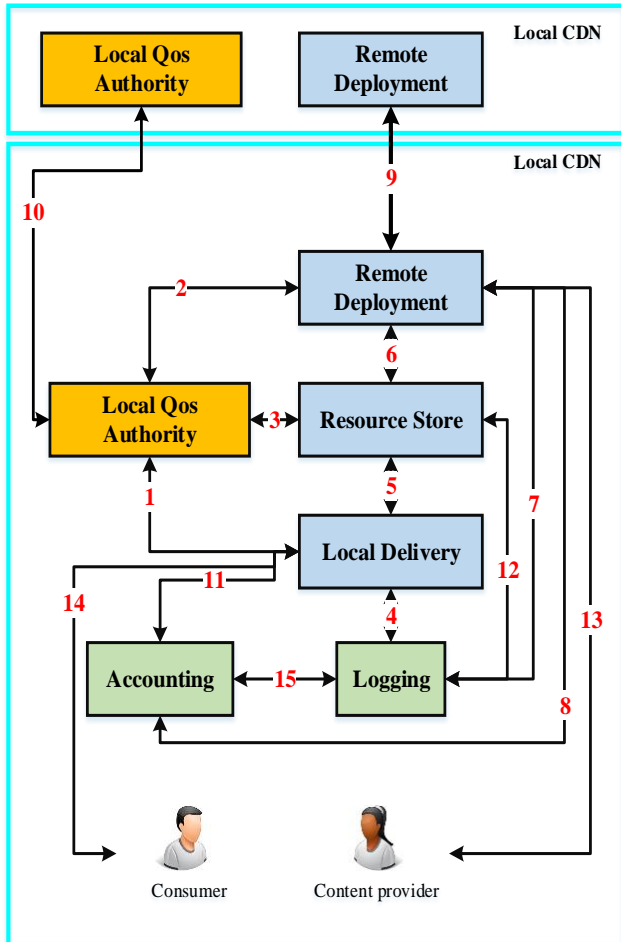 Local CDN
Local Qos
Authority
Remote
Deployment
Local CDN
10
9
2
Remote
Deployment
6
Local Qos
Authority
3
Resource Store
1
5
7
Local Delivery
12
14
11
4
13
Accounting
15
Logging
8
Consumer
Content provider